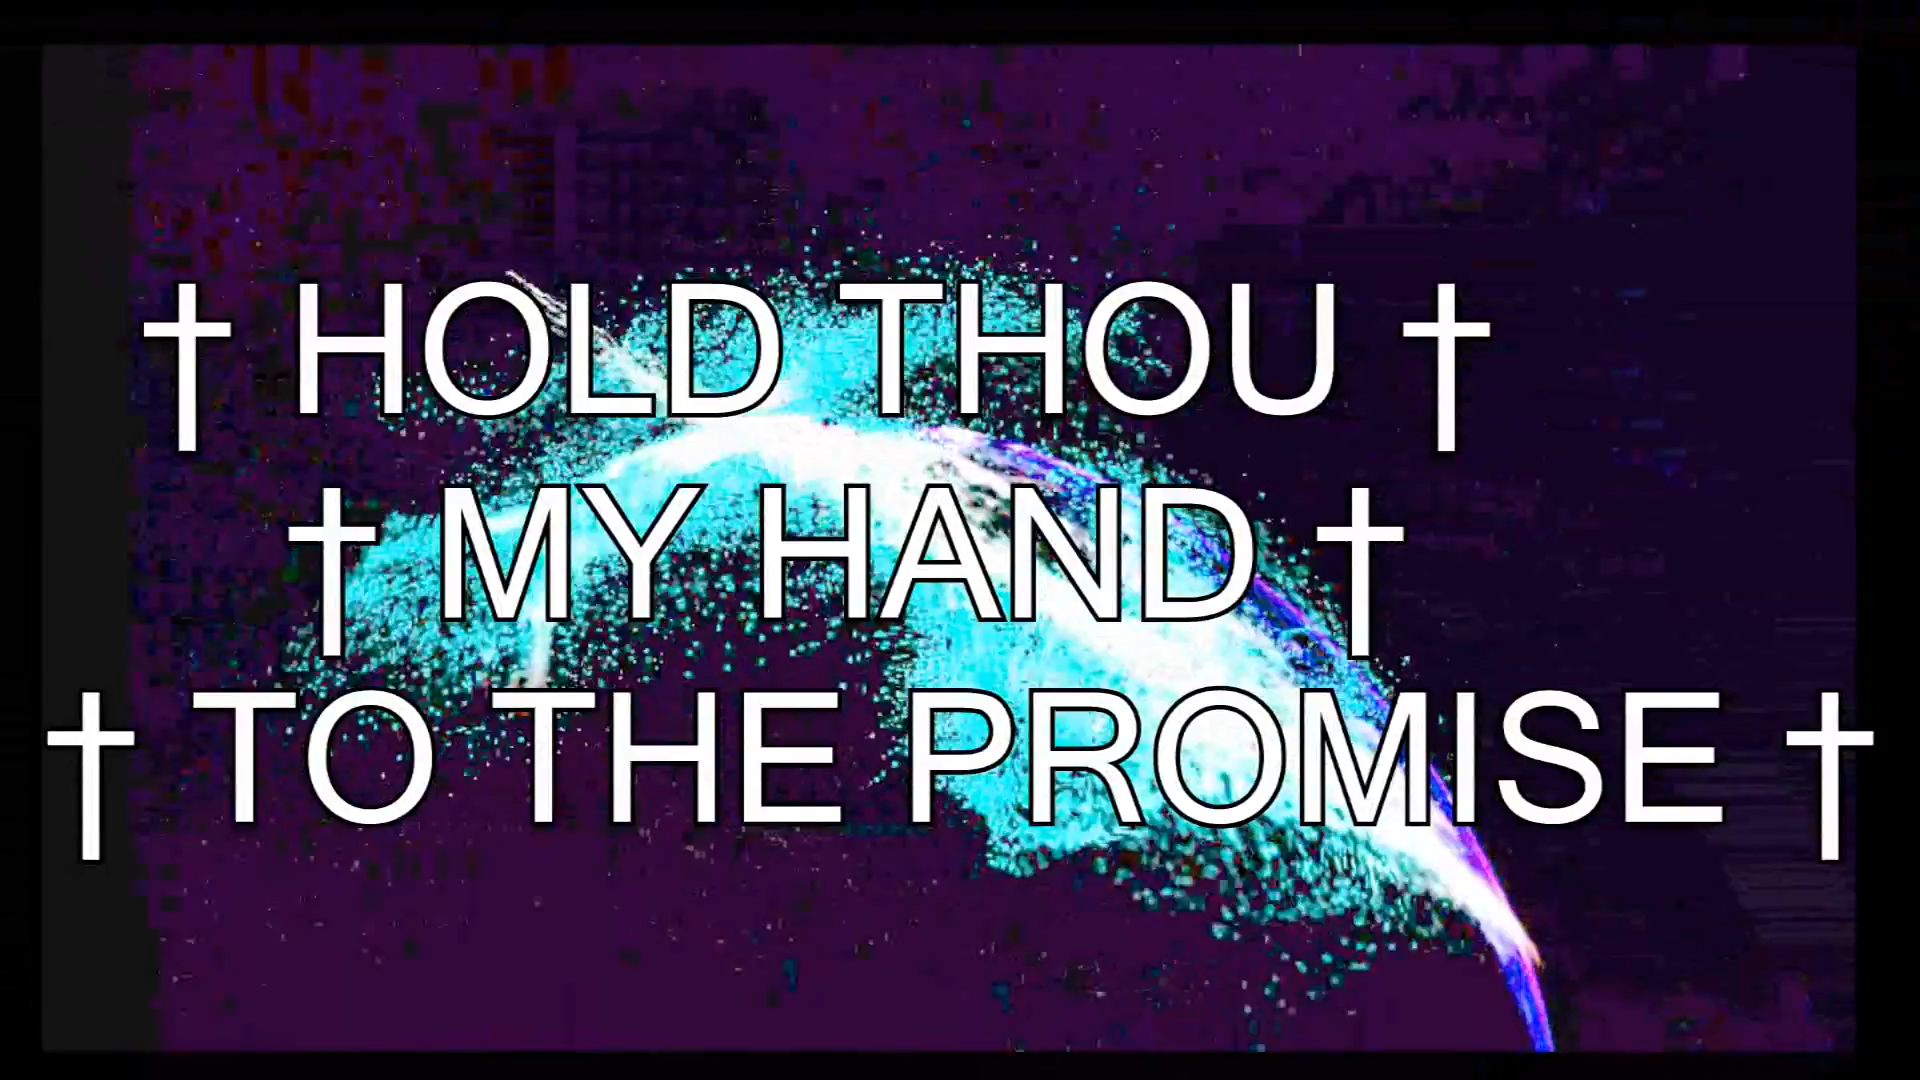 † HOLD THOU †
† MY HAND †
† TO THE PROMISE †